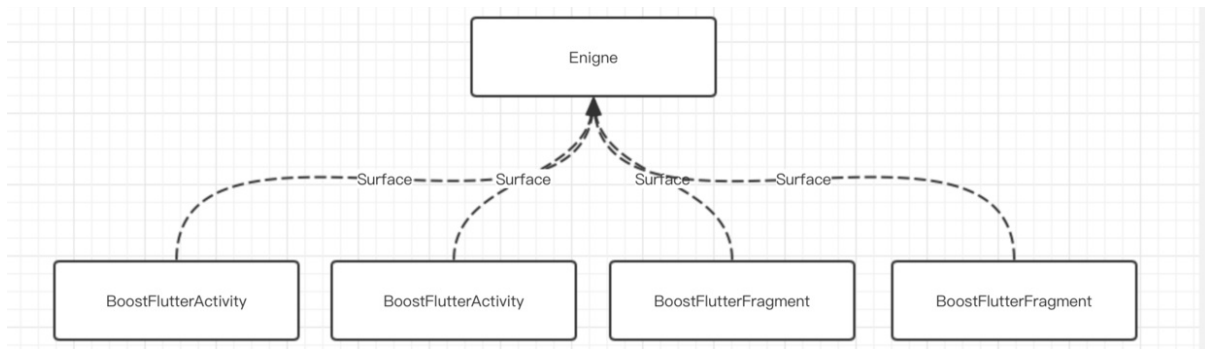 Enigne
Surface
Surface
Surface
Surface
BoostFlutterActivity
BoostFlutterActivity
BoostFlutterFragment
BoostFlutterFragment